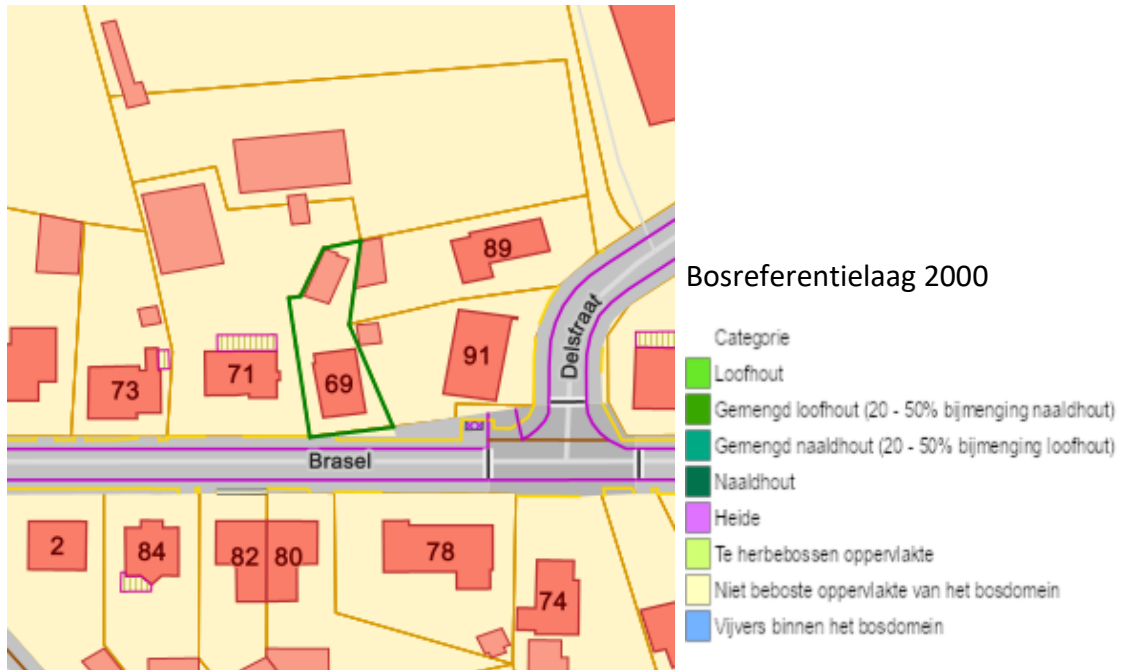 89
Delstraat
91
73
71
69
Brasel
2
84
82
80
78
74
Bosreferentielaag 2000
Categorie
Loofhout
Gemengd loofhout (20 - 50% bijmenging naaldhout)
Gemengd naaldhout (20 - 50% bijmenging loofhout)
Naaldhout
Heide
Te herbebossen oppervlakte
Niet beboste oppervlakte van het bosdomein
Vijvers binnen het bosdomein